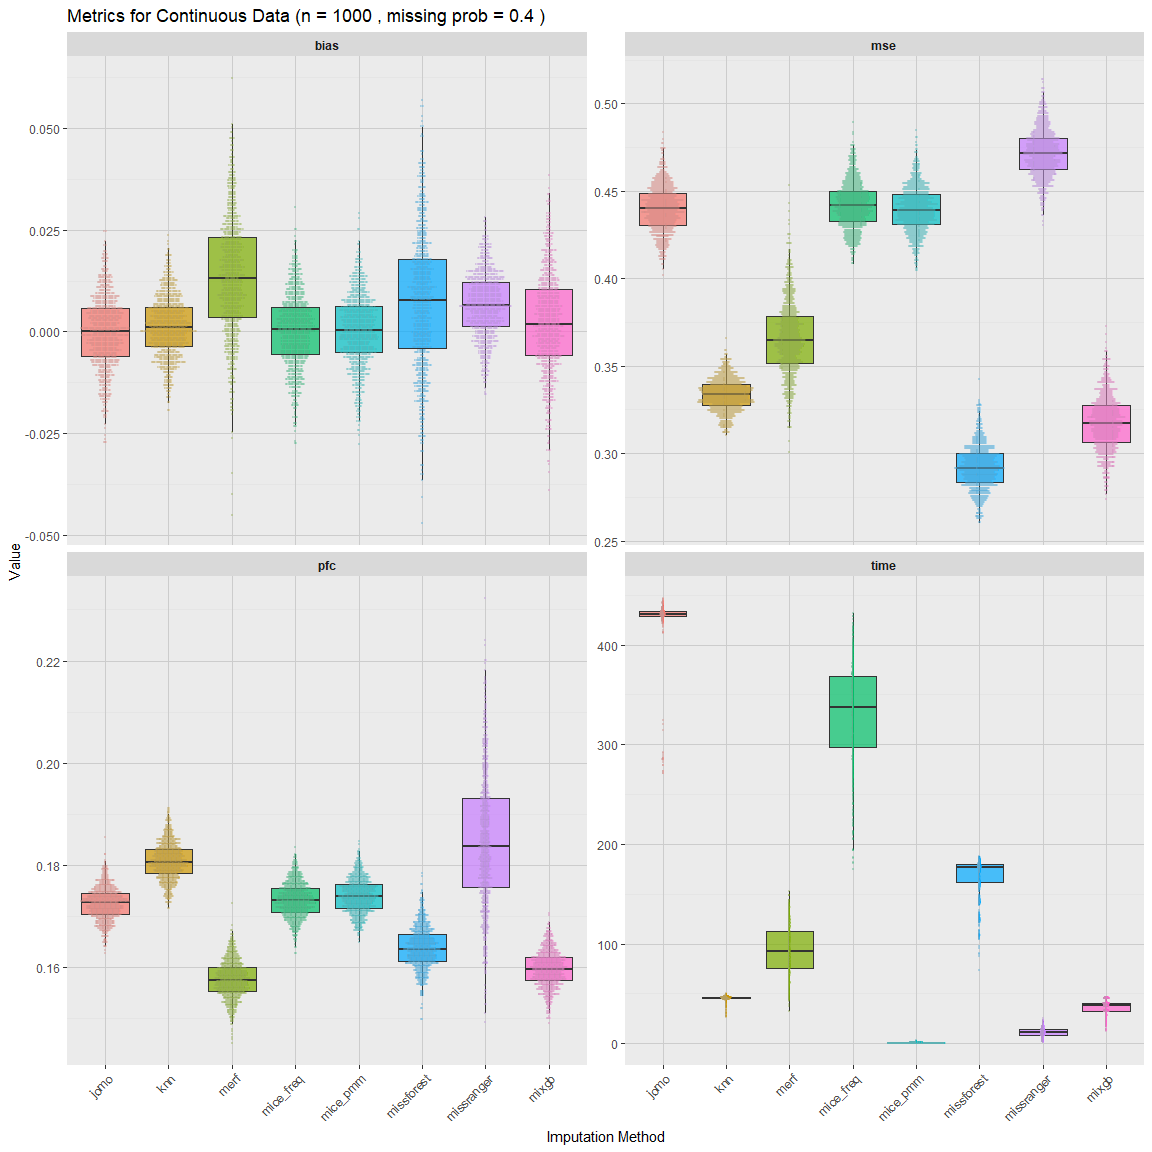 Metrics for Continuous Data (n = 1000 , missing prob = 0.4 )
bias
mse
0.050
0.025
0.000
-0.025
-0.050
0.50
0.45
0.40
0.35
0.30
0.25
Value
pfc
time
0.22
0.20
0.18
0.16
400
300
200
100
0
jomo
knn
merf
mice_freq
mice_pmm
missforest
missranger
mixgb
jomo
knn
merf
mice_freq
mice_pmm
missforest
missranger
mixgb
Imputation Method